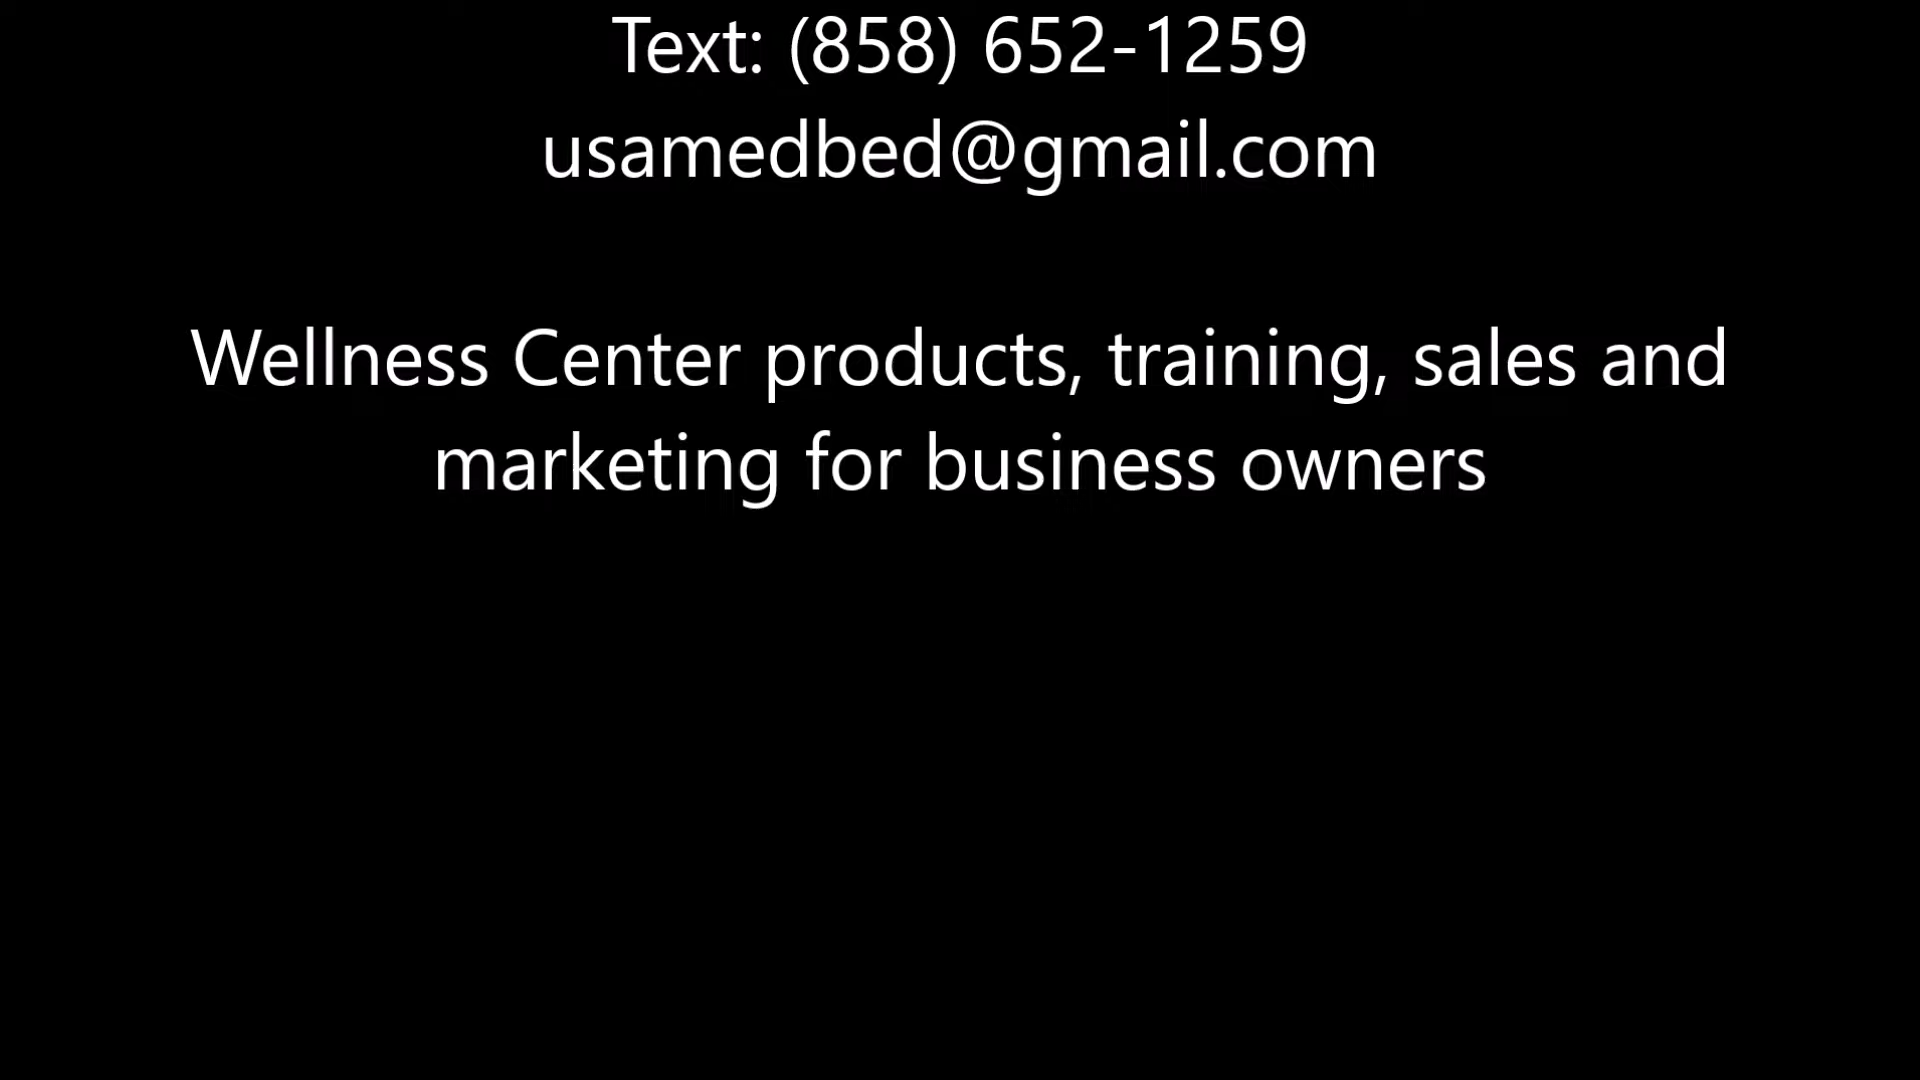 Text: (858) 652-1259
usamedbed@gmail.com
Wellness Center products, training, sales and
marketing for business owners